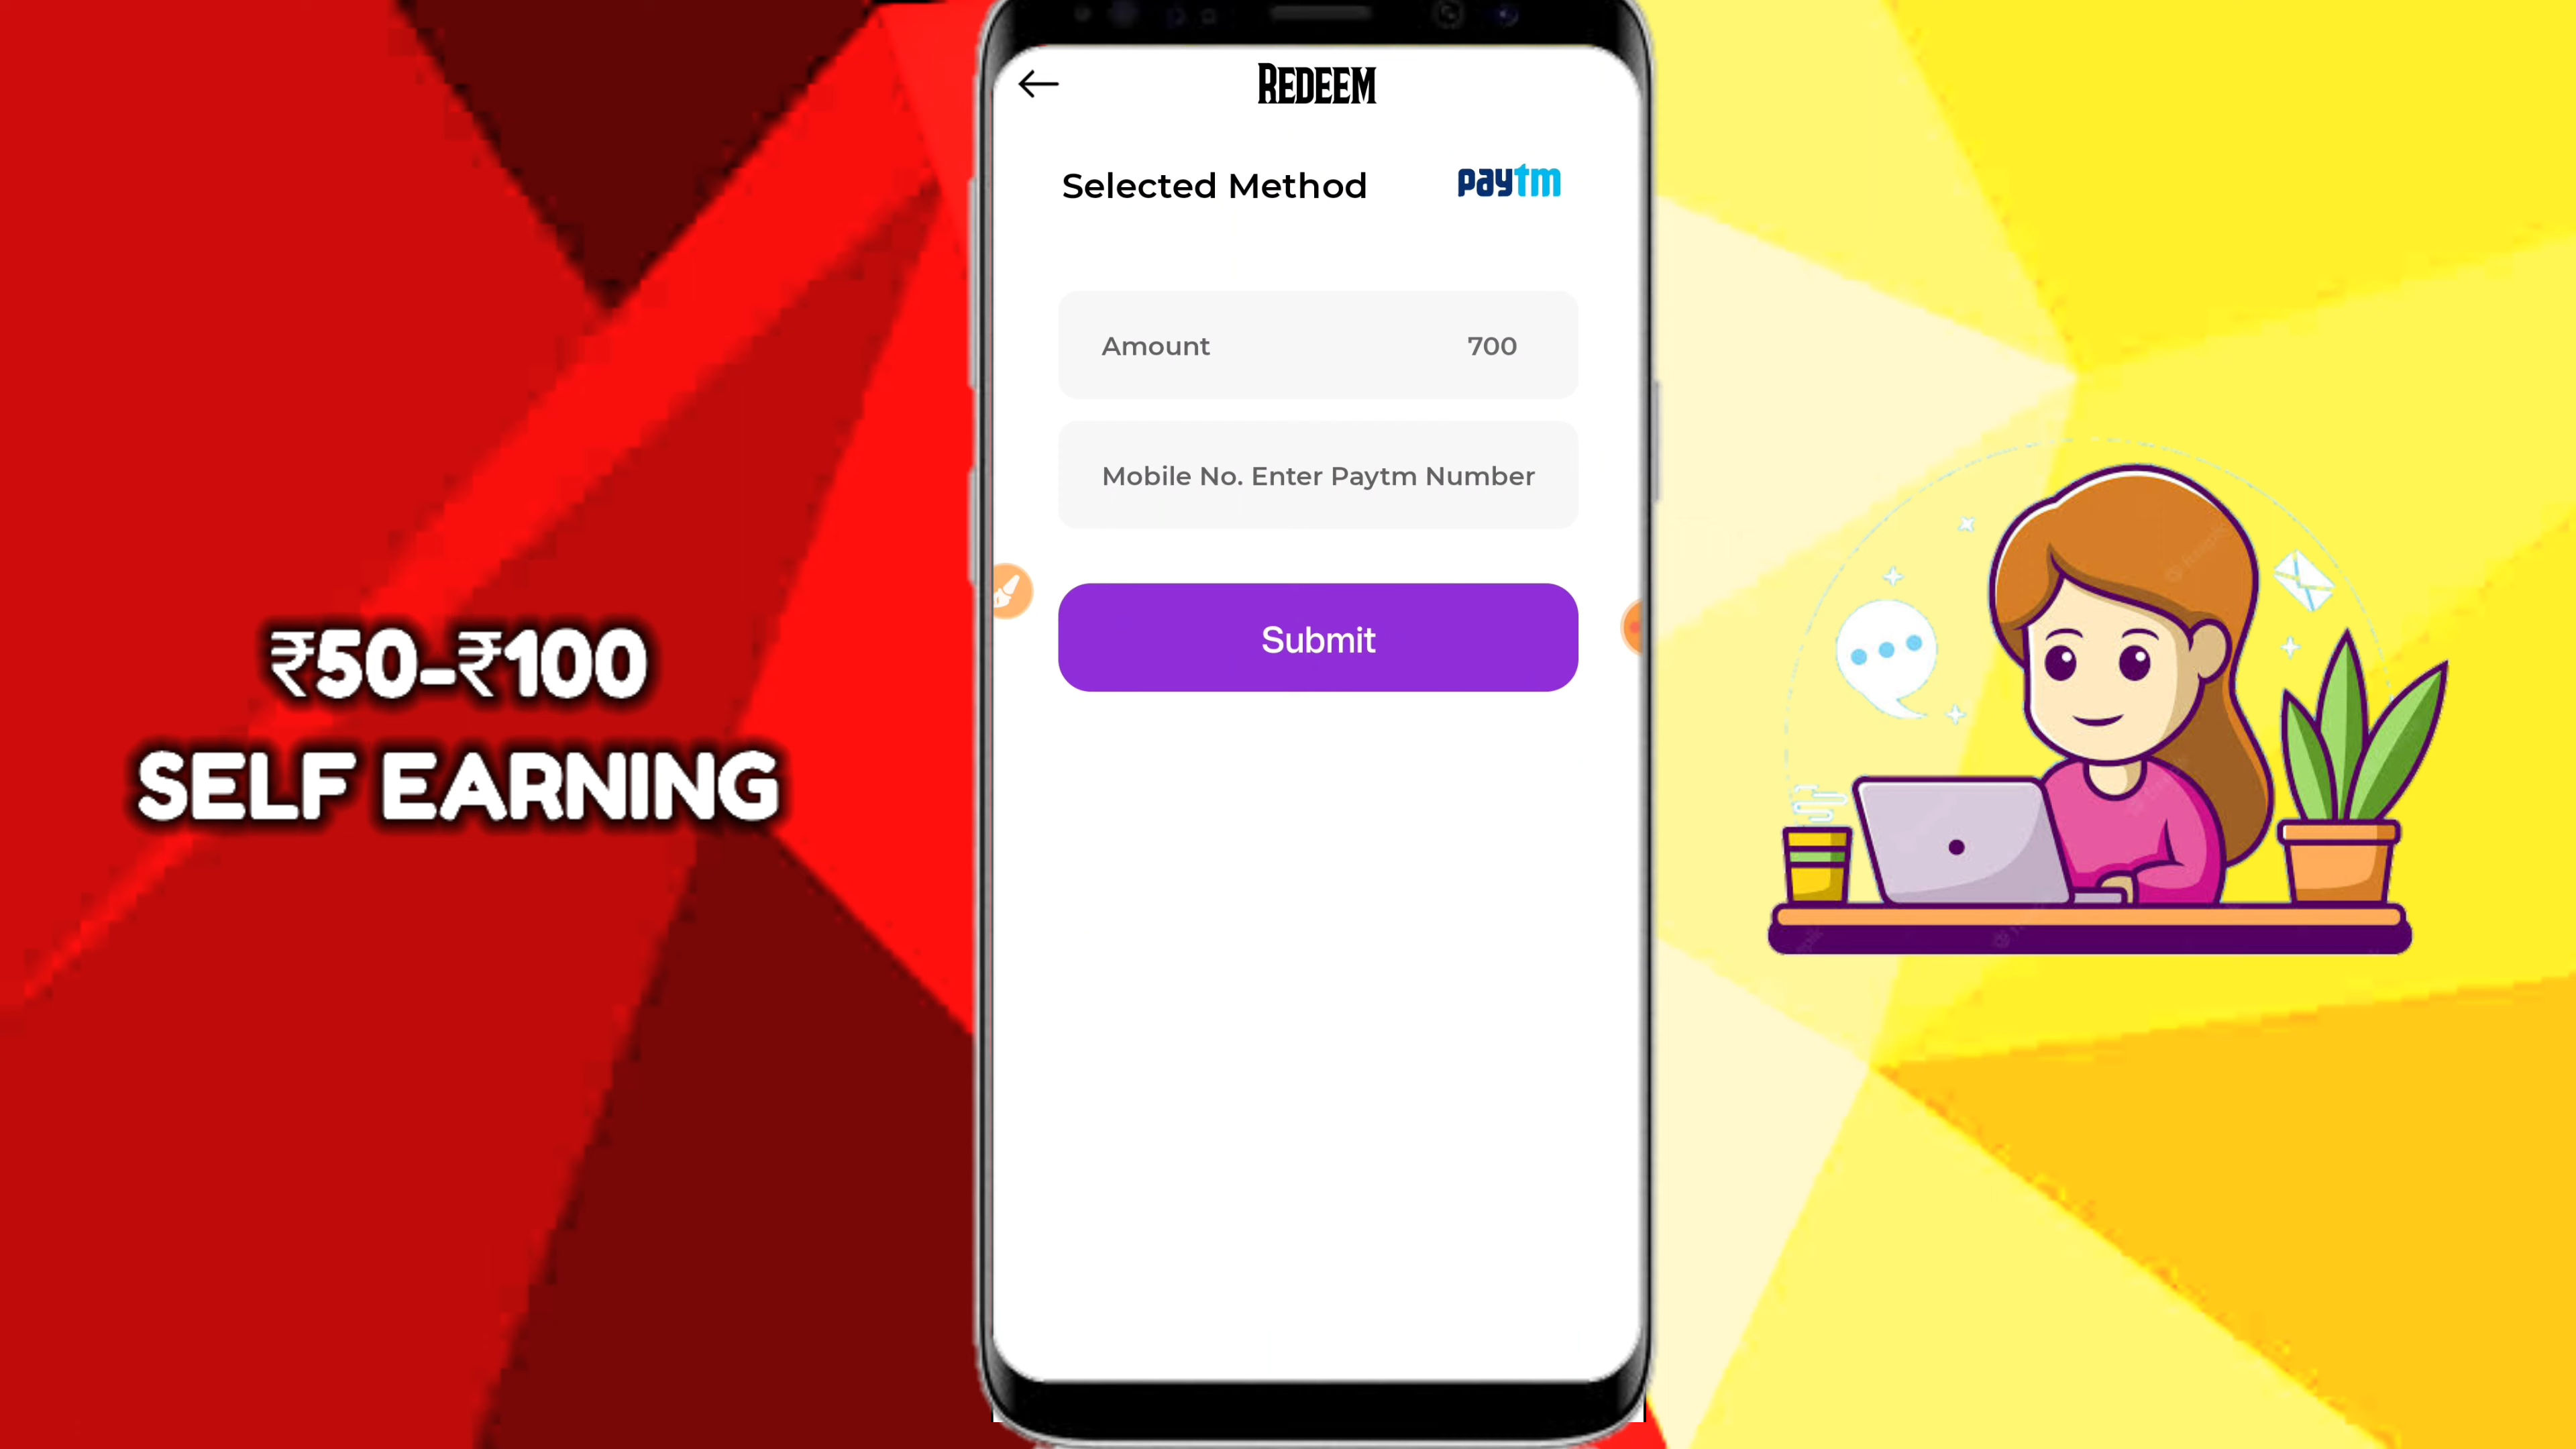 REDEEM
Selected Method
paytm
Amount 700
Mobile No. Enter Paytm Number
Submit
₹50-₹100
SELF EARNING